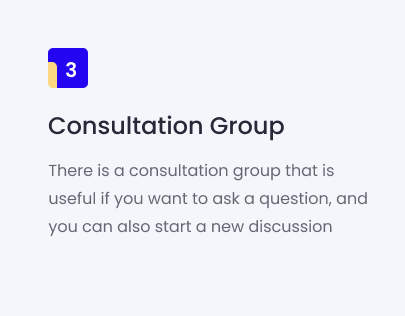 3
Consultation Group
There is a consultation group that is
useful if you want to ask a question, and
you can also start a new discussion